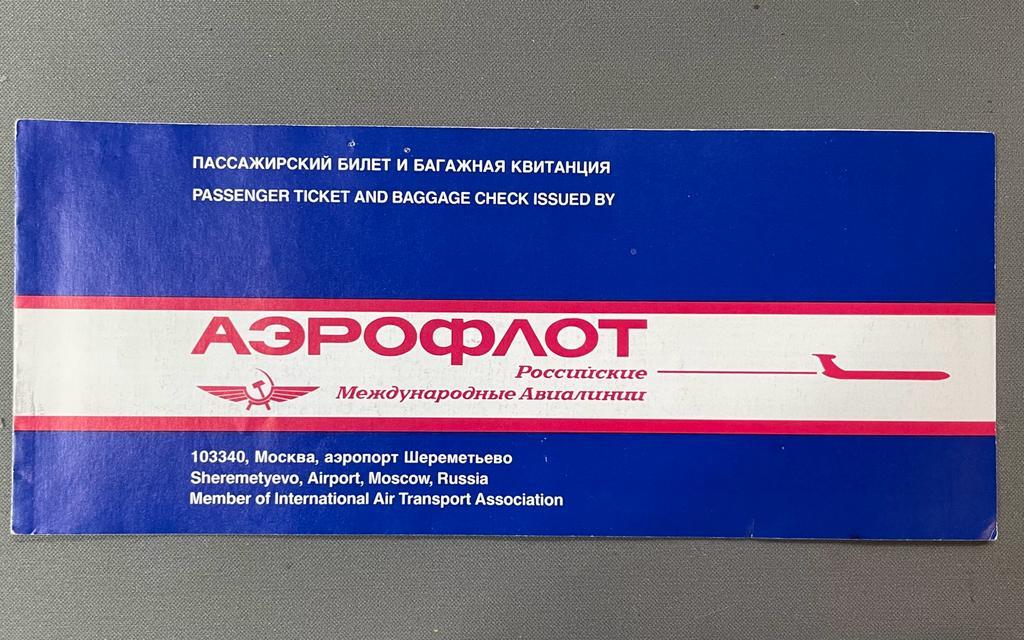 ПАССАЖИРСКИЙ БИЛЕТ И БАГАЖНАЯ КВИТАНЦИЯ
PASSENGER TICKET AND BAGGAGE CHECK ISSUED BY
АЭРОФЛОТ
Российские
Международные Авиалинии
103340, Москва, аэропорт Шереметьево
Sheremetyevo, Airport, Moscow, Russia
Member of International Air Transport Association